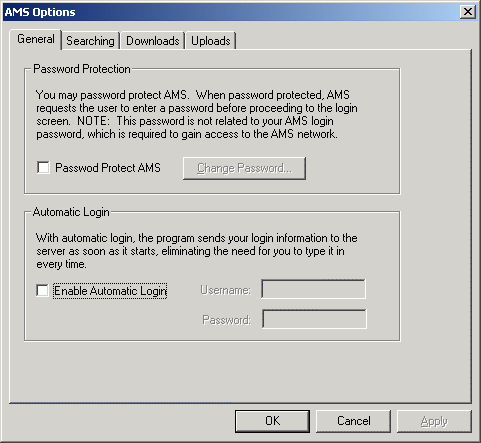 AMS Options
General Searching Downloads Uploads
Password Protection
You may password protect AMS. When password protected, AMS
requests the user to enter a password before proceeding to the login
screen. NOTE: This password is not related to your AMS login
password, which is required to gain access to the AMS network.
Passwod Protect AMS Change Password...
Automatic Login
With automatic login, the program sends your login information to the
server as soon as it starts, eliminating the need for you to type it in
every time.
Enable Automatic Login Username:
Password:
OK Cancel Apply